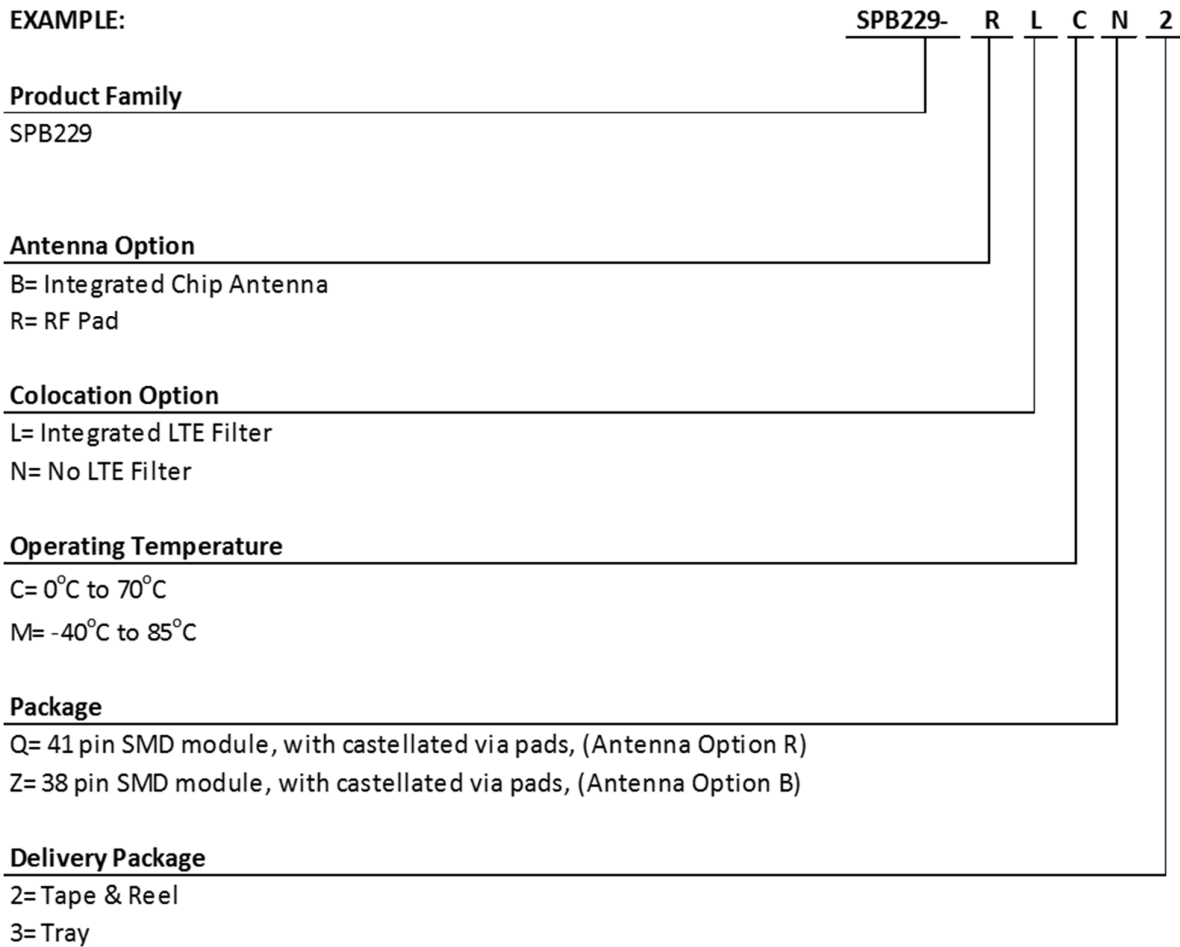 EXAMPLE: SPB229- R L C N 2
Product Family
SPB229
Antenna Option
B= Integrated Chip Antenna
R= RF Pad
Colocation Option
L= Integrated LTE Filter
N= No LTE Filter
Operating Temperature
C= 0°C to 70°C
M= -40°C to 85°C
Package
Q= 41 pin SMD module, with castellated via pads, (Antenna Option R)
Z= 38 pin SMD module, with castellated via pads, (Antenna Option B)
Delivery Package
2= Tape & Reel
3= Tray